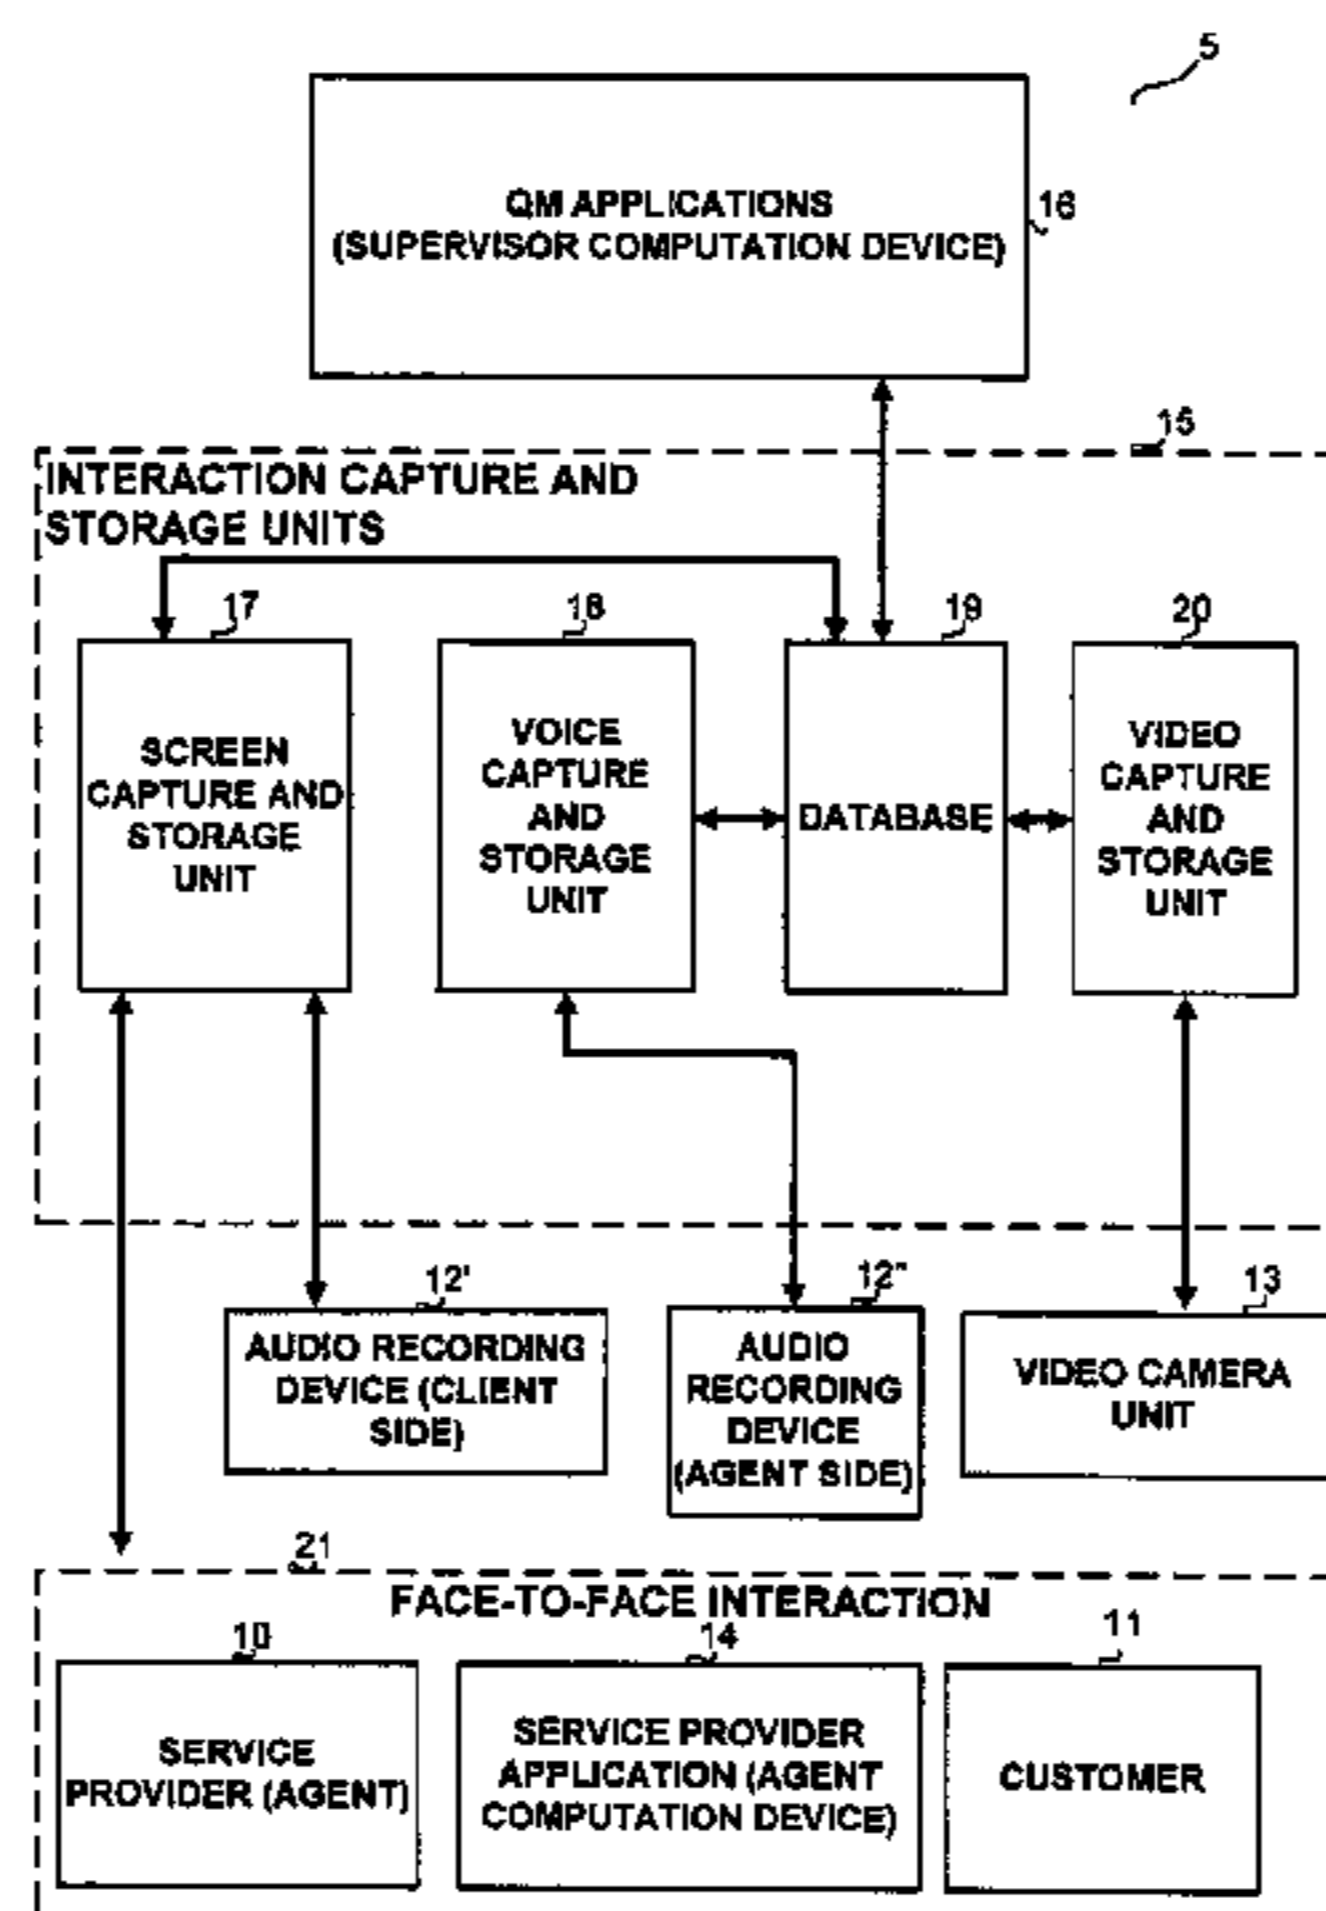 5
QM APPLICATIONS
(SUPERVISOR COMPUTATION DEVICE)
16
15
INTERACTION CAPTURE AND
STORAGE UNITS
17
18
19
20
SCREEN
CAPTURE AND
STORAGE
UNIT
VOICE
CAPTURE
AND
STORAGE
UNIT
DATABASE
VIDEO
CAPTURE
AND
STORAGE
UNIT
12'
12"
13
AUDIO RECORDING
DEVICE (CLIENT
SIDE)
AUDIO
RECORDING
DEVICE
(AGENT SIDE)
VIDEO CAMERA
UNIT
21
FACE-TO-FACE INTERACTION
10
14
11
SERVICE
PROVIDER (AGENT)
SERVICE PROVIDER
APPLICATION (AGENT
COMPUTATION DEVICE)
CUSTOMER